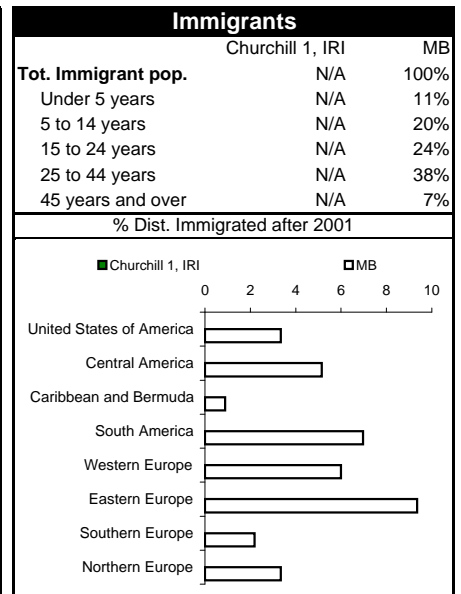 Immigrants
Churchill 1, IRI MB
Tot. Immigrant pop. N/A 100%
Under 5 years N/A 11%
5 to 14 years N/A 20%
15 to 24 years N/A 24%
25 to 44 years N/A 38%
45 years and over N/A 7%
% Dist. Immigrated after 2001
Churchill 1, IRI MB
0 2 4 6 8 10
United States of America
Central America
Caribbean and Bermuda
South America
Western Europe
Eastern Europe
Southern Europe
Northern Europe